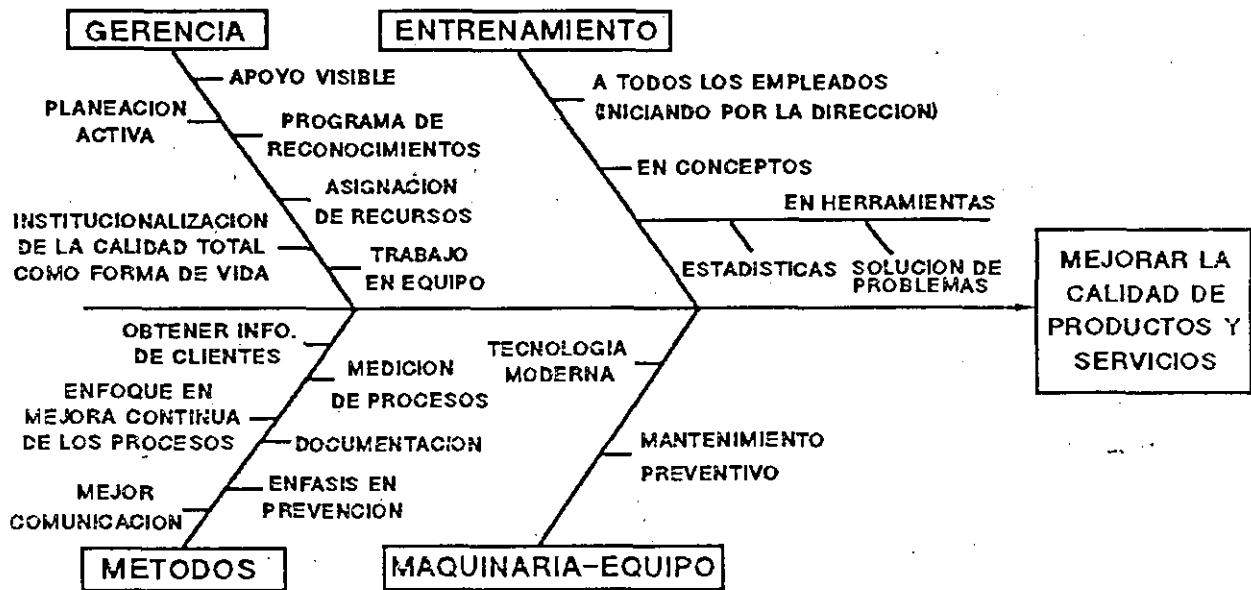 GERENCIA
ENTRENAMIENTO
APOYO VISIBLE
PLANEACION
ACTIVA
PROGRAMA DE
RECONOCIMIENTOS
ASIGNACION
DE RECURSOS
INSTITUCIONALIZACION
DE LA CALIDAD TOTAL
COMO FORMA DE VIDA
TRABAJO
EN EQUIPO
A TODOS LOS EMPLEADOS
(INICIANDO POR LA DIRECCION)
EN CONCEPTOS
EN HERRAMIENTAS
ESTADISTICAS
SOLUCION DE
PROBLEMAS
MEJORAR LA
CALIDAD DE
PRODUCTOS Y
SERVICIOS
OBTENER INFO.
DE CLIENTES
MEDICION
DE PROCESOS
ENFOQUE EN
MEJORA CONTINUA
DE LOS PROCESOS
DOCUMENTACION
MEJOR
COMUNICACION
ENFASIS EN
PREVENCIÓN
TECNOLOGIA
MODERNA
MANTENIMIENTO
PREVENTIVO
METODOS
MAQUINARIA-EQUIPO